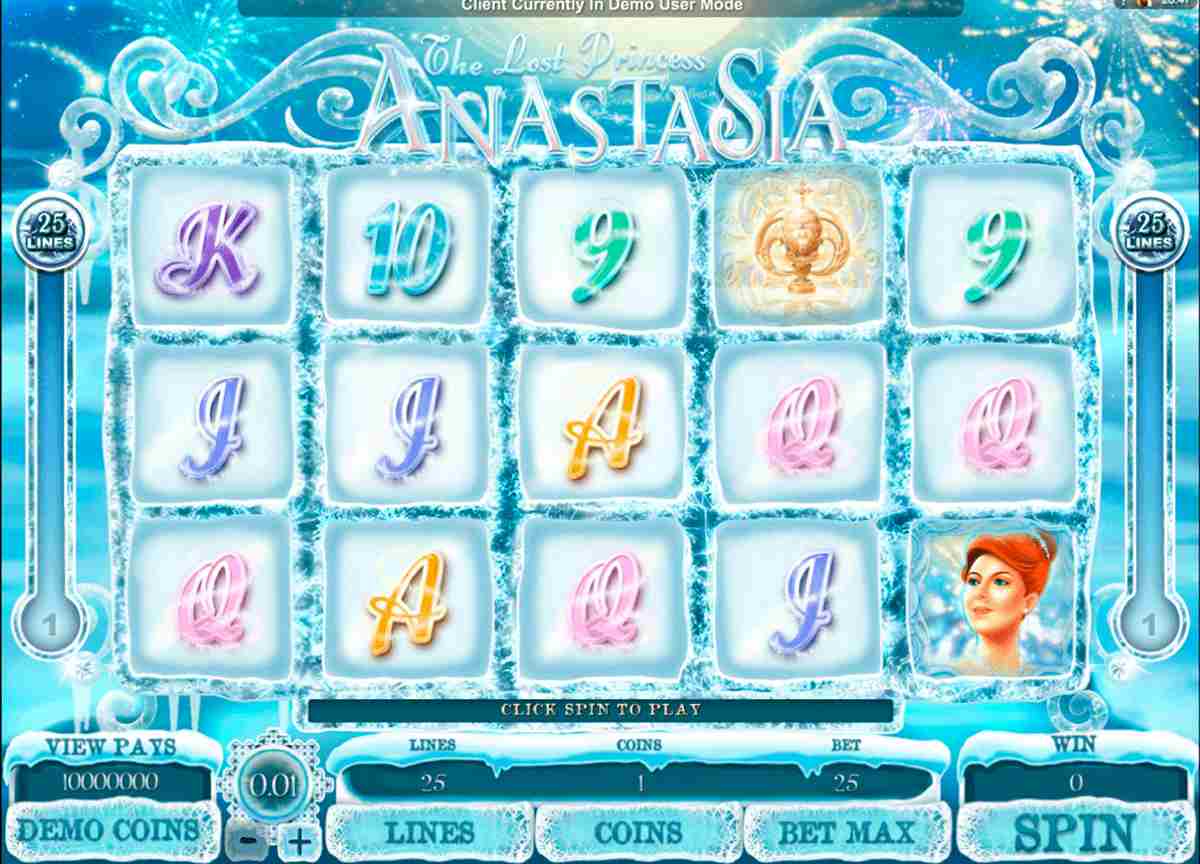 Client Currently In Demo User Mode
The Lost Princess
ANASTASIA
25 LINES
25 LINES
K 10 9 9
J J A Q Q
Q A Q J
1
1
CLICK SPIN TO PLAY
VIEW PAYS
10000000
DEMO COINS
0.01
- +
LINES COINS BET
25 1 25
LINES COINS BET MAX
WIN
0
SPIN